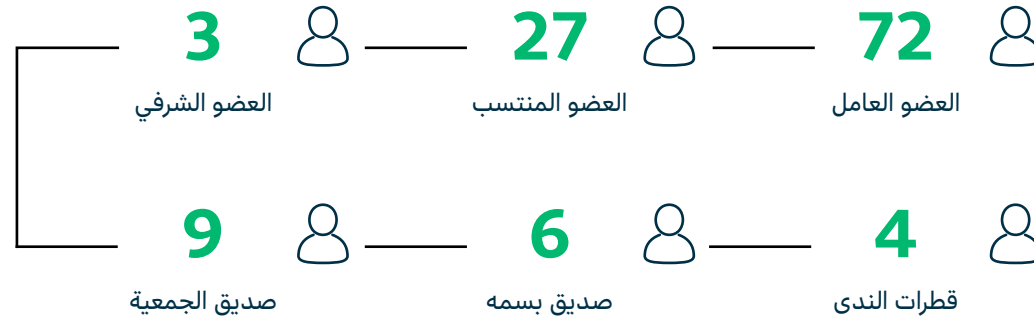 72
العضو العامل
27
العضو المنتسب
3
العضو الشرفي
9
صديق الجمعية
6
صديق بسمه
4
قطرات الندى